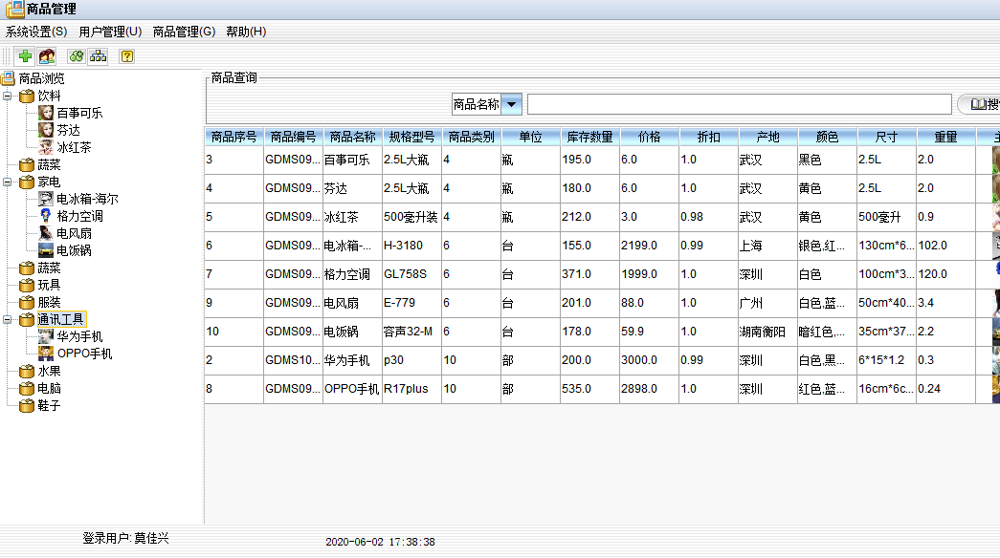 商品管理
系统设置(S) 用户管理(U) 商品管理(G) 帮助(H)
商品浏览
饮料
百事可乐
芬达
冰红茶
蔬菜
家电
电冰箱-海尔
格力空调
电风扇
电饭锅
蔬菜
玩具
服装
通讯工具
华为手机
OPPO手机
水果
电脑
鞋子
商品查询
商品名称
商品序号 商品编号 商品名称 规格型号 商品类别 单位 库存数量 价格 折扣 产地 颜色 尺寸 重量
3 GDMS09... 百事可乐 2.5L大瓶 4 瓶 195.0 6.0 1.0 武汉 黑色 2.5L 2.0
4 GDMS09... 芬达 2.5L大瓶 4 瓶 180.0 6.0 1.0 武汉 黄色 2.5L 2.0
5 GDMS09... 冰红茶 500毫升装 4 瓶 212.0 3.0 0.98 武汉 黄色 500毫升 0.9
6 GDMS09... 电冰箱-... H-3180 6 台 155.0 2199.0 0.99 上海 银色,红... 130cm*6... 102.0
7 GDMS09... 格力空调 GL758S 6 台 371.0 1999.0 1.0 深圳 白色 100cm*3... 120.0
9 GDMS09... 电风扇 E-779 6 台 201.0 88.0 1.0 广州 白色,蓝... 50cm*40... 3.4
10 GDMS09... 电饭锅 容声32-M 6 台 178.0 59.9 1.0 湖南衡阳 暗红色,... 35cm*37... 2.2
2 GDMS10... 华为手机 p30 10 部 200.0 3000.0 0.99 深圳 白色,黑... 6*15*1.2 0.3
8 GDMS09... OPPO手机 R17plus 10 部 535.0 2898.0 1.0 深圳 红色,蓝... 16cm*6c... 0.24
登录用户: 莫佳兴
2020-06-02 17:38:38